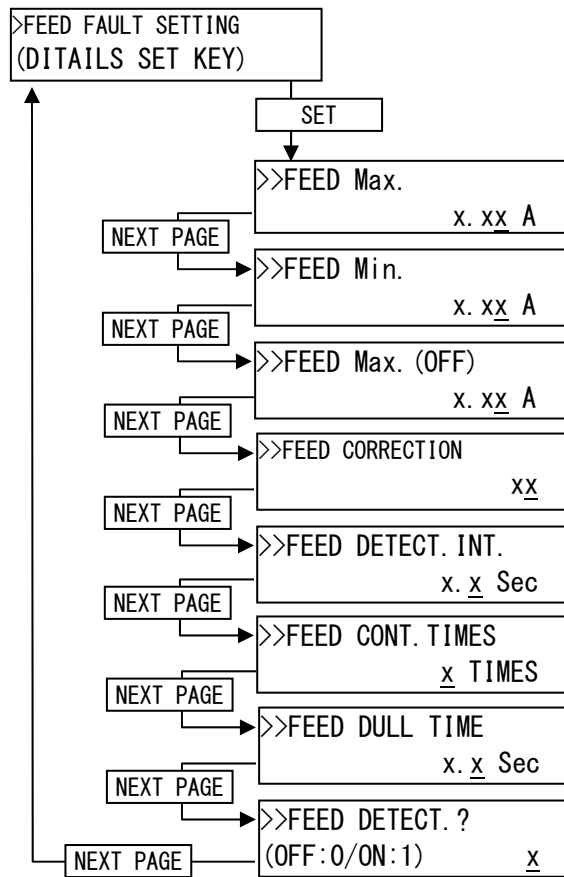 >FEED FAULT SETTING
(DITAILS SET KEY)
SET
>>FEED Max.
x.xx A
NEXT PAGE
>>FEED Min.
x.xx A
NEXT PAGE
>>FEED Max.(OFF)
x.xx A
NEXT PAGE
>>FEED CORRECTION
xx
NEXT PAGE
>>FEED DETECT.INT.
x.x Sec
NEXT PAGE
>>FEED CONT.TIMES
x TIMES
NEXT PAGE
>>FEED DULL TIME
x.x Sec
NEXT PAGE
>>FEED DETECT.?
(OFF:0/ON:1) x
NEXT PAGE